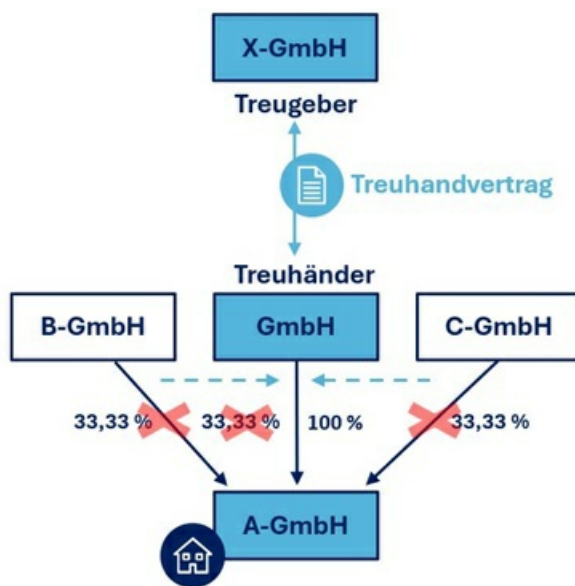 X-GmbH
Treugeber
Treuhandvertrag
Treuhänder
B-GmbH
GmbH
C-GmbH
33,33 %
33,33 %
100 %
33,33 %
A-GmbH